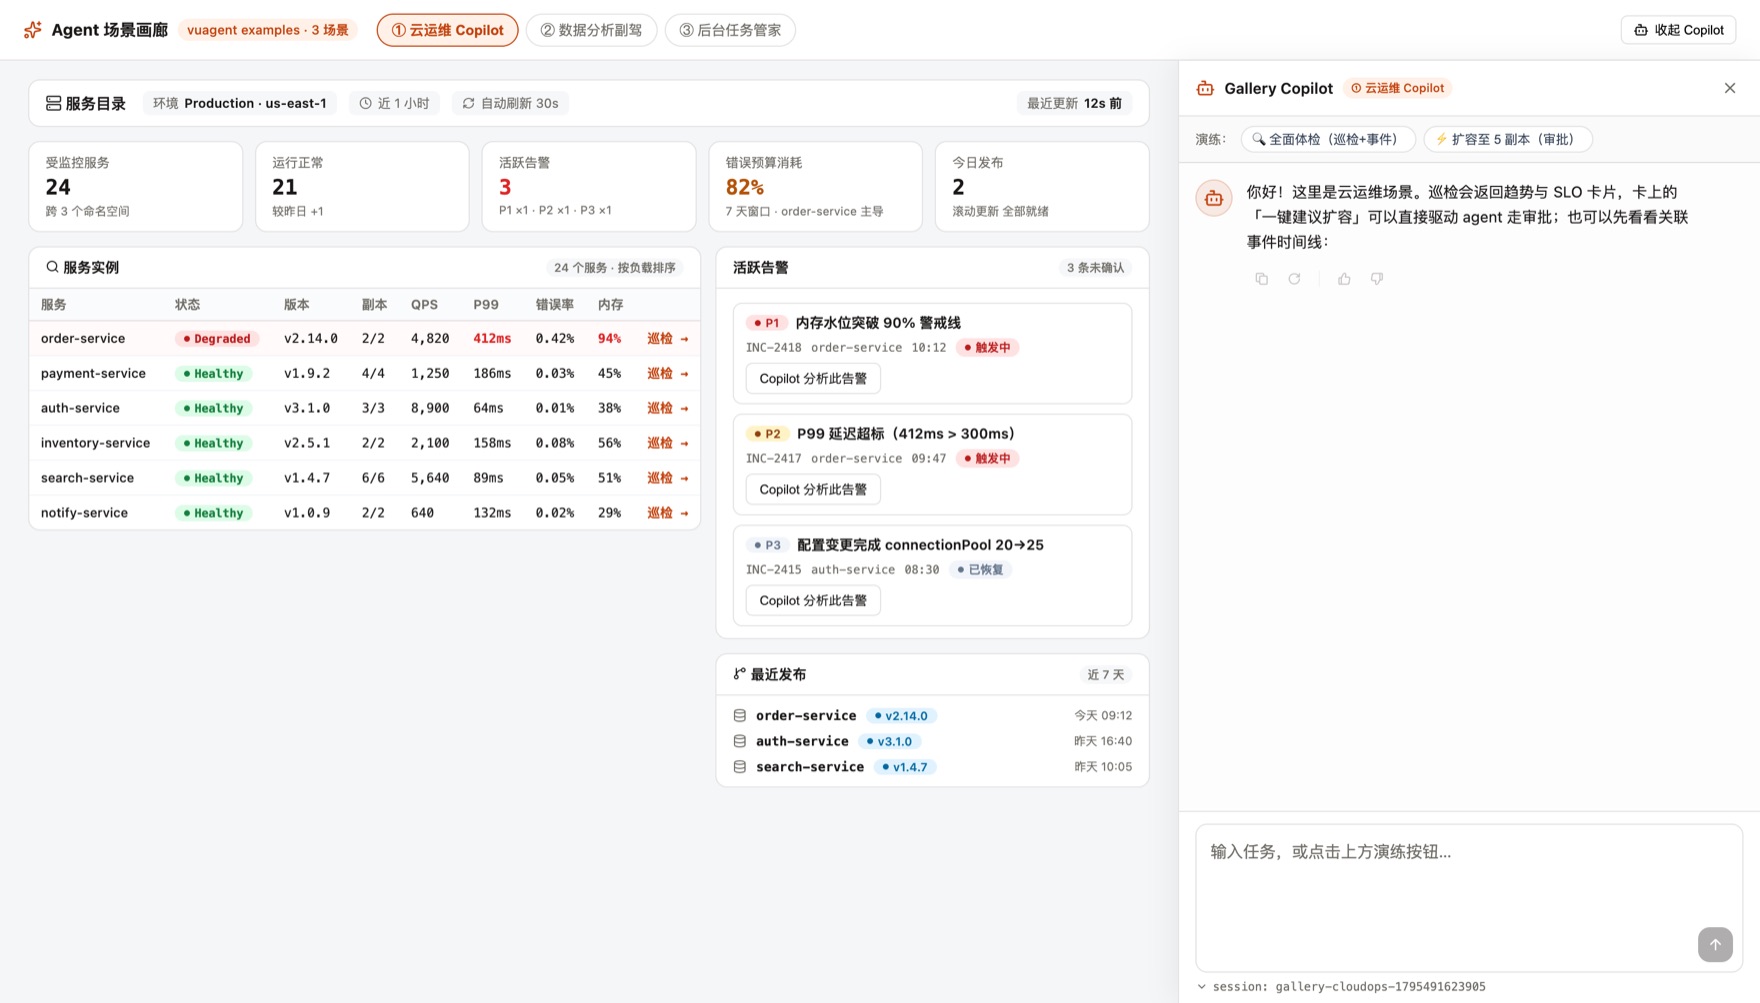 Agent 场景画廊 vuagent examples · 3 场景 ① 云运维 Copilot ② 数据分析副驾 ③ 后台任务管家 收起 Copilot
服务目录 环境 Production · us-east-1 近 1 小时 自动刷新 30s 最近更新 12s 前
受监控服务
24
跨 3 个命名空间
运行正常
21
较昨日 +1
活跃告警
3
P1 ×1 · P2 ×1 · P3 ×1
错误预算消耗
82%
7 天窗口 · order-service 主导
今日发布
2
滚动更新 全部就绪
服务实例 24 个服务 · 按负载排序
服务 状态 版本 副本 QPS P99 错误率 内存
order-service Degraded v2.14.0 2/2 4,820 412ms 0.42% 94% 巡检 →
payment-service Healthy v1.9.2 4/4 1,250 186ms 0.03% 45% 巡检 →
auth-service Healthy v3.1.0 3/3 8,900 64ms 0.01% 38% 巡检 →
inventory-service Healthy v2.5.1 2/2 2,100 158ms 0.08% 56% 巡检 →
search-service Healthy v1.4.7 6/6 5,640 89ms 0.05% 51% 巡检 →
notify-service Healthy v1.0.9 2/2 640 132ms 0.02% 29% 巡检 →
活跃告警 3 条未确认
P1 内存水位突破 90% 警戒线
INC-2418 order-service 10:12 触发中
Copilot 分析此告警
P2 P99 延迟超标（412ms > 300ms）
INC-2417 order-service 09:47 触发中
Copilot 分析此告警
P3 配置变更完成 connectionPool 20→25
INC-2415 auth-service 08:30 已恢复
Copilot 分析此告警
最近发布 近 7 天
order-service v2.14.0 今天 09:12
auth-service v3.1.0 昨天 16:40
search-service v1.4.7 昨天 10:05
Gallery Copilot 云运维 Copilot
演练： 🔍 全面体检（巡检+事件） ⚡ 扩容至 5 副本（审批）
你好！这里是云运维场景。巡检会返回趋势与 SLO 卡片，卡上的
「一键建议扩容」可以直接驱动 agent 走审批；也可以先看看关联
事件时间线：
输入任务，或点击上方演练按钮...
session: gallery-cloudops-1795491623905